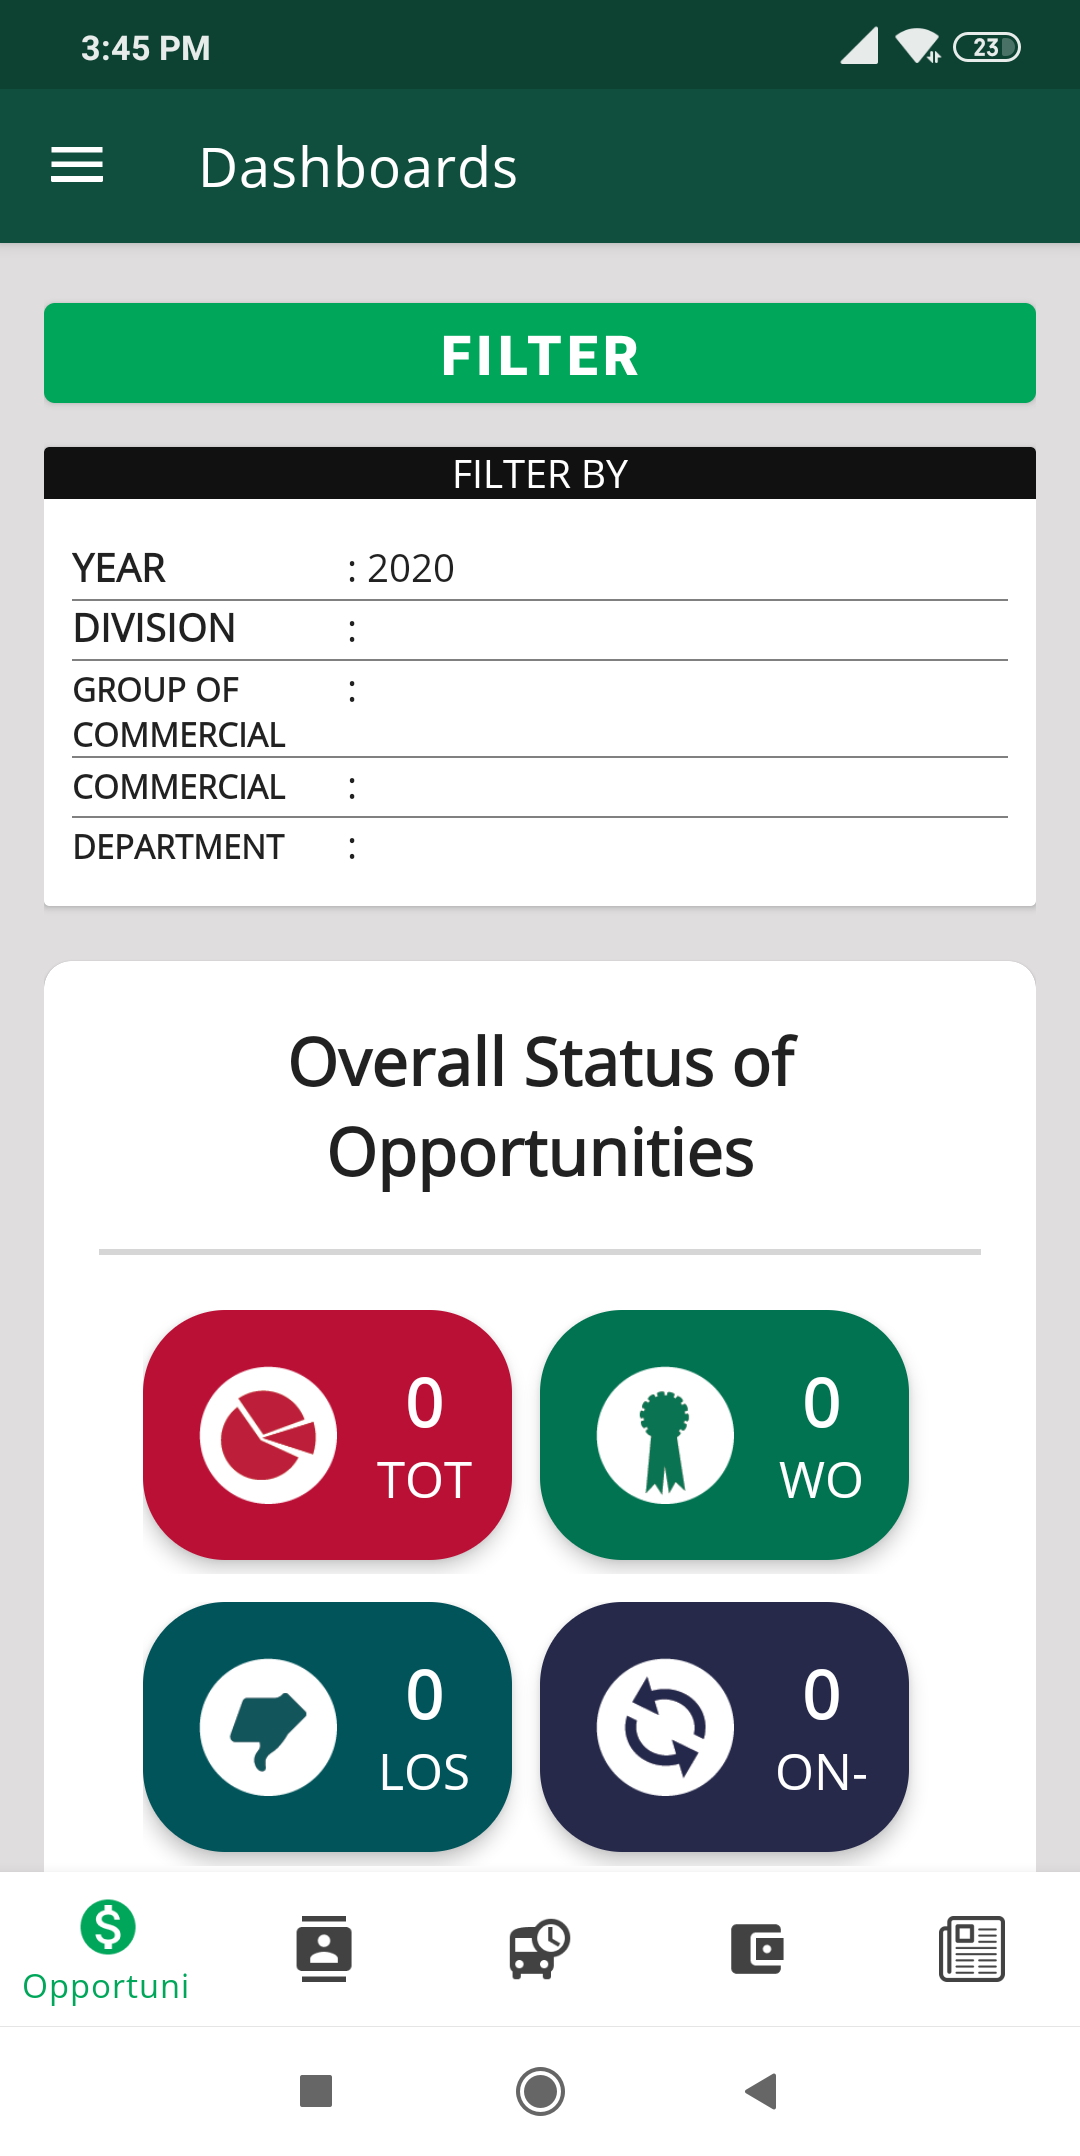 3:45 PM
23
Dashboards
FILTER
FILTER BY
YEAR : 2020
DIVISION :
GROUP OF :
COMMERCIAL
COMMERCIAL :
DEPARTMENT :
Overall Status of
Opportunities
0
TOT
0
WO
0
LOS
0
ON-
Opportuni